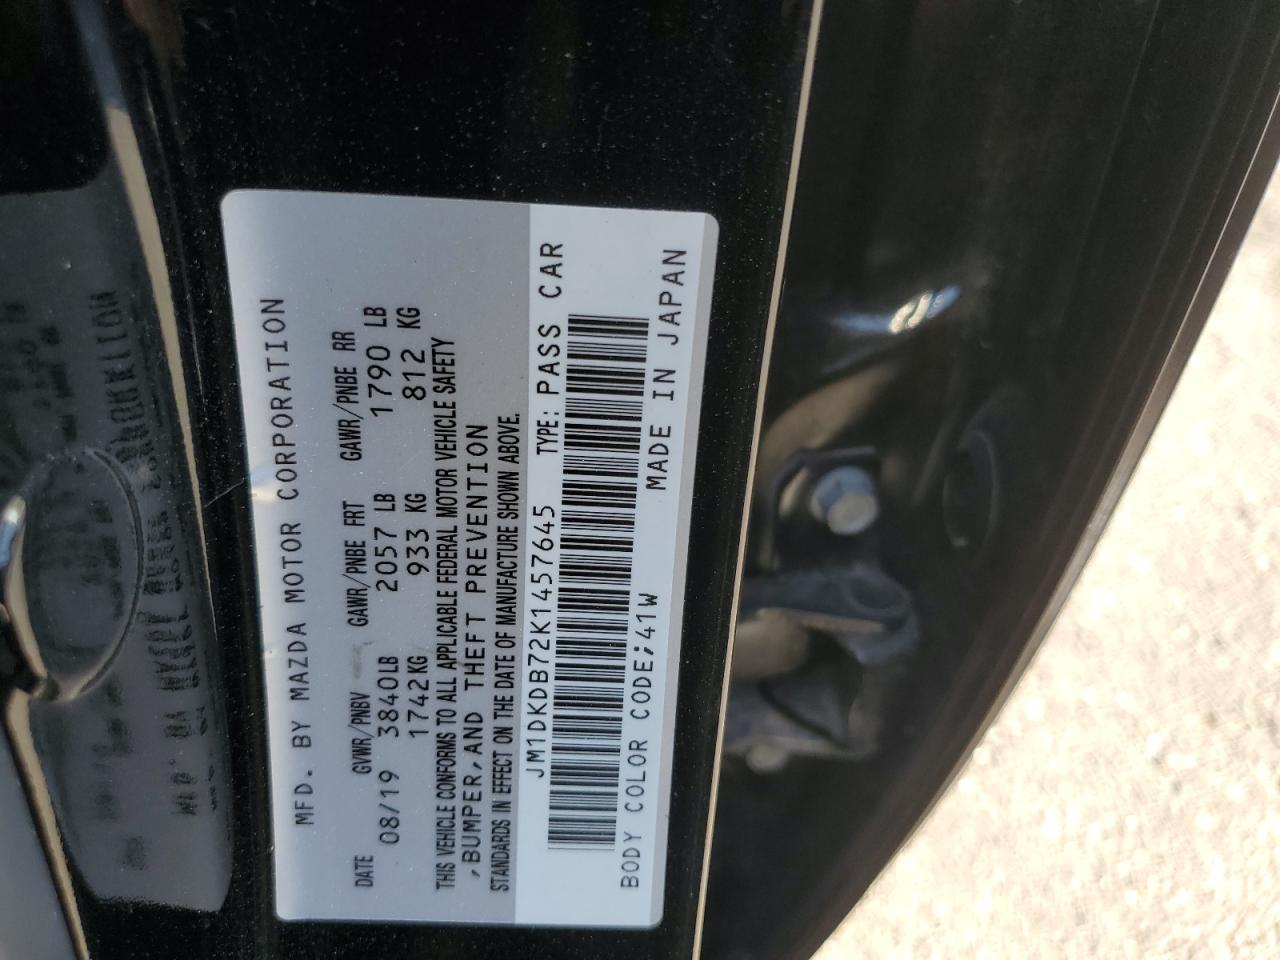 MFD. BY MAZDA MOTOR CORPORATION
DATE GVWR/PNBV GAWR/PNBE FRT GAWR/PNBE RR
08/19 3840LB 2057 LB 1790 LB
1742KG 933 KG 812 KG
THIS VEHICLE CONFORMS TO ALL APPLICABLE FEDERAL MOTOR VEHICLE SAFETY
,BUMPER,AND THEFT PREVENTION
STANDARDS IN EFFECT ON THE DATE OF MANUFACTURE SHOWN ABOVE.
JM1DKDB72K1457645 TYPE: PASS CAR
BODY COLOR CODE;41W MADE IN JAPAN